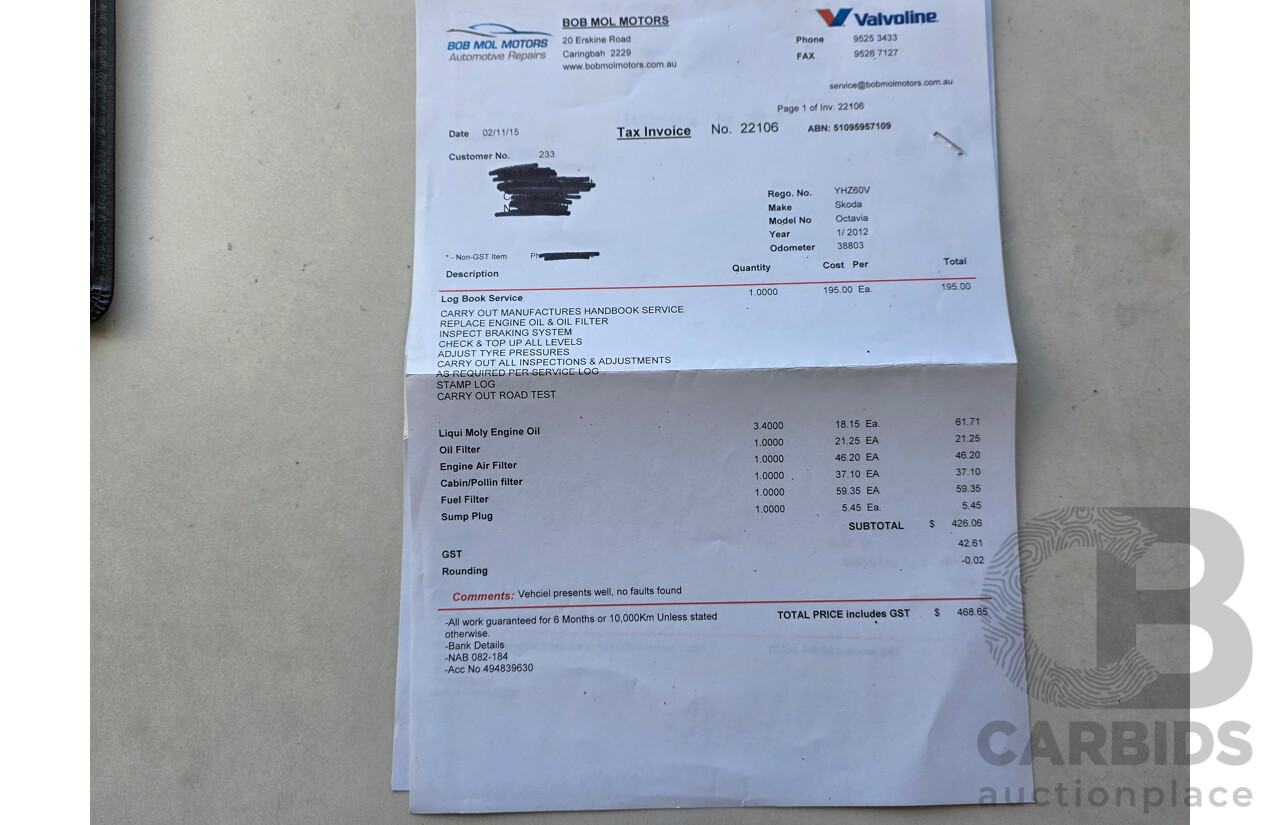 BOB MOL MOTORS
Automotive Repairs
BOB MOL MOTORS
20 Erskine Road
Caringbah 2229
www.bobmolmotors.com.au
Valvoline
Phone 9525 3433
FAX 9526 7127
service@bobmolmotors.com.au
Page 1 of Inv. 22106
Date 02/11/15 Tax Invoice No. 22106 ABN: 51095957109
Customer No. 233
Rego. No. YHZ60V
Make Skoda
Model No Octavia
Year 1/ 2012
Odometer 38803
* - Non-GST Item
Description Quantity Cost Per Total
Log Book Service 1.0000 195.00 Ea. 195.00
CARRY OUT MANUFACTURES HANDBOOK SERVICE
REPLACE ENGINE OIL & OIL FILTER
INSPECT BRAKING SYSTEM
CHECK & TOP UP ALL LEVELS
ADJUST TYRE PRESSURES
CARRY OUT ALL INSPECTIONS & ADJUSTMENTS
AS REQUIRED PER SERVICE LOG
STAMP LOG
CARRY OUT ROAD TEST
Liqui Moly Engine Oil 3.4000 18.15 Ea. 61.71
Oil Filter 1.0000 21.25 EA 21.25
Engine Air Filter 1.0000 46.20 EA 46.20
Cabin/Pollin filter 1.0000 37.10 EA 37.10
Fuel Filter 1.0000 59.35 EA 59.35
Sump Plug 1.0000 5.45 Ea. 5.45
SUBTOTAL $ 426.06
GST 42.61
Rounding -0.02
Comments: Vehciel presents well, no faults found
-All work guaranteed for 6 Months or 10,000Km Unless stated
otherwise.
-Bank Details
-NAB 082-184
-Acc No 494839630
TOTAL PRICE includes GST $ 468.65
CARBIDS
auctionplace